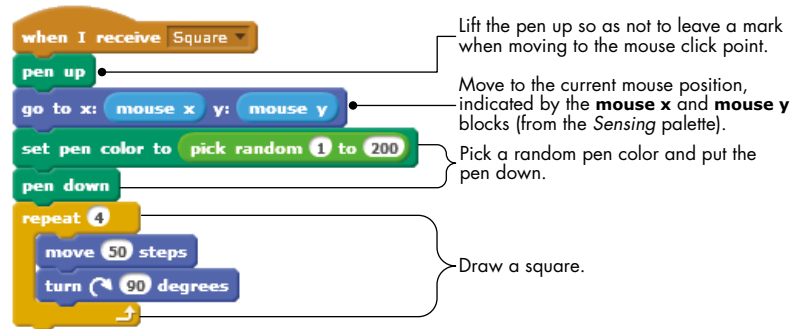 when I receive Square
Lift the pen up so as not to leave a mark
when moving to the mouse click point.
pen up
go to x: mouse x y: mouse y
Move to the current mouse position,
indicated by the mouse x and mouse y
blocks (from the Sensing palette).
set pen color to pick random 1 to 200
Pick a random pen color and put the
pen down.
pen down
repeat 4
move 50 steps
turn 90 degrees
Draw a square.